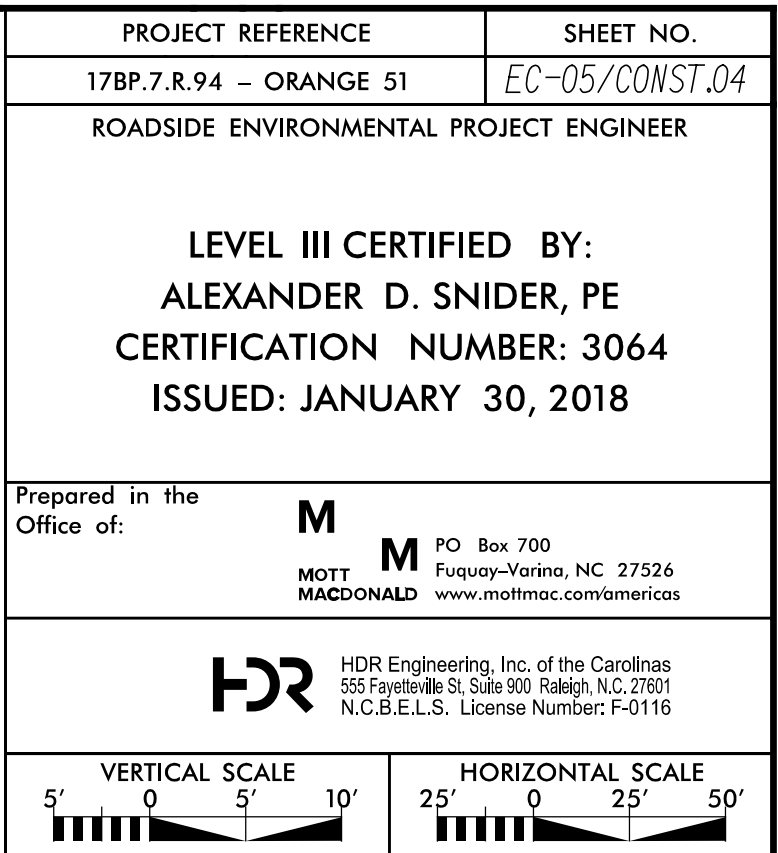 PROJECT REFERENCE
SHEET NO.
17BP.7.R.94 – ORANGE 51
EC-05/CONST.04
ROADSIDE ENVIRONMENTAL PROJECT ENGINEER
LEVEL III CERTIFIED BY:
ALEXANDER D. SNIDER, PE
CERTIFICATION NUMBER: 3064
ISSUED: JANUARY 30, 2018
Prepared in the
Office of:
M
M
MOTT
MACDONALD
PO Box 700
Fuquay–Varina, NC 27526
www.mottmac.com/americas
HDR
HDR Engineering, Inc. of the Carolinas
555 Fayetteville St, Suite 900 Raleigh, N.C. 27601
N.C.B.E.L.S. License Number: F-0116
VERTICAL SCALE
5′ 0 5′ 10′
HORIZONTAL SCALE
25′ 0 25′ 50′